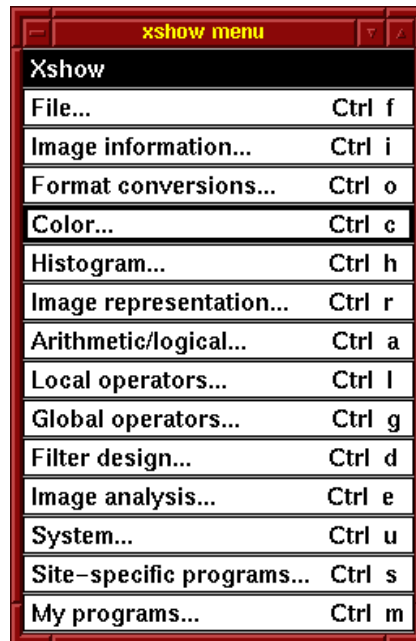 xshow menu
Xshow
File... Ctrl f
Image information... Ctrl i
Format conversions... Ctrl o
Color... Ctrl c
Histogram... Ctrl h
Image representation... Ctrl r
Arithmetic/logical... Ctrl a
Local operators... Ctrl l
Global operators... Ctrl g
Filter design... Ctrl d
Image analysis... Ctrl e
System... Ctrl u
Site-specific programs... Ctrl s
My programs... Ctrl m